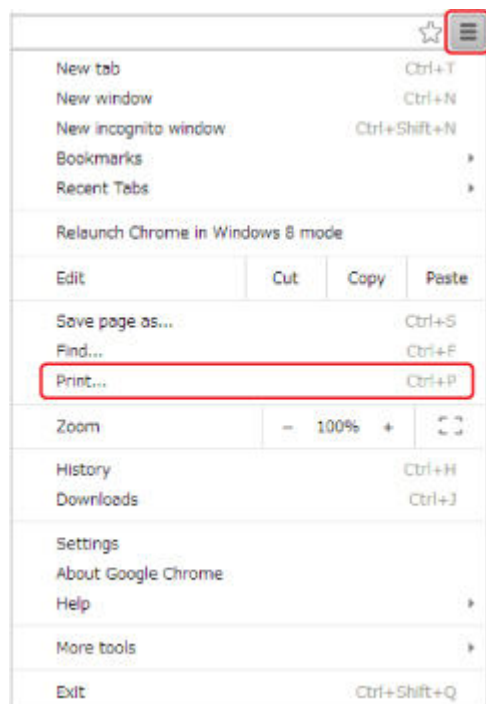 New tab Ctrl+T
New window Ctrl+N
New incognito window Ctrl+Shift+N
Bookmarks
Recent Tabs
Relaunch Chrome in Windows 8 mode
Edit Cut Copy Paste
Save page as... Ctrl+S
Find... Ctrl+F
Print... Ctrl+P
Zoom − 100% +
History Ctrl+H
Downloads Ctrl+J
Settings
About Google Chrome
Help
More tools
Exit Ctrl+Shift+Q